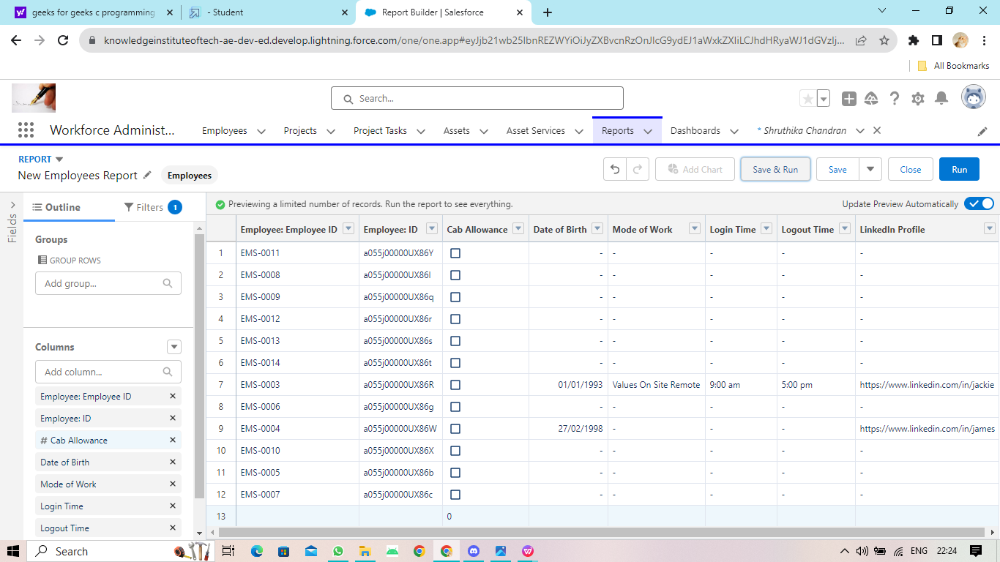 geeks for geeks c programming
- Student
Report Builder | Salesforce
knowledgeinstituteoftech-ae-dev-ed.develop.lightning.force.com/one/one.app#eyJjb21wb25lbnREZWYiOiJyZXBvcnRzOnJlcG9ydEJ1aWxkZXIiLCJhdHRyaWJ1dGVzIj...
All Bookmarks
Search...
Workforce Administ...
Employees
Projects
Project Tasks
Assets
Asset Services
Reports
Dashboards
* Shruthika Chandran
REPORT
New Employees Report
Employees
Add Chart
Save & Run
Save
Close
Run
Fields
Outline
Filters 1
Previewing a limited number of records. Run the report to see everything.
Update Preview Automatically
Groups
GROUP ROWS
Add group...
Columns
Add column...
Employee: Employee ID
Employee: ID
# Cab Allowance
Date of Birth
Mode of Work
Login Time
Logout Time
Employee: Employee ID Employee: ID Cab Allowance Date of Birth Mode of Work Login Time Logout Time LinkedIn Profile
1 EMS-0011 a055j00000UX86Y - - - - -
2 EMS-0008 a055j00000UX86l - - - - -
3 EMS-0009 a055j00000UX86q - - - - -
4 EMS-0012 a055j00000UX86r - - - - -
5 EMS-0013 a055j00000UX86s - - - - -
6 EMS-0014 a055j00000UX86t - - - - -
7 EMS-0003 a055j00000UX86R 01/01/1993 Values On Site Remote 9:00 am 5:00 pm https://www.linkedin.com/in/jackie
8 EMS-0006 a055j00000UX86g - - - - -
9 EMS-0004 a055j00000UX86W 27/02/1998 - - - https://www.linkedin.com/in/james
10 EMS-0010 a055j00000UX86X - - - - -
11 EMS-0005 a055j00000UX86b - - - - -
12 EMS-0007 a055j00000UX86c - - - - -
13 0
Search
ENG
22:24